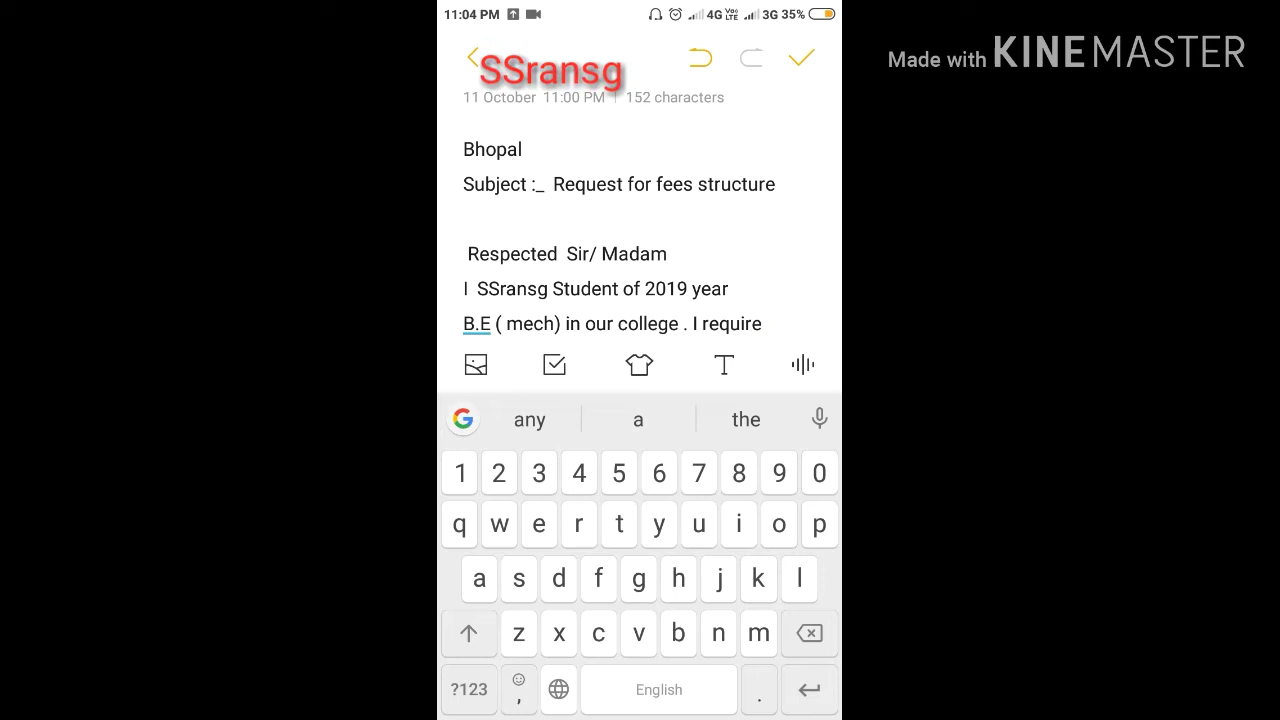 11:04 PM 4G Vo) LTE 3G 35%
Made with KINEMASTER
SSransg
11 October 11:00 PM | 152 characters
Bhopal
Subject :_ Request for fees structure
Respected Sir/ Madam
I SSransg Student of 2019 year
B.E ( mech) in our college . I require
T
G any a the
1 2 3 4 5 6 7 8 9 0
q w e r t y u i o p
a s d f g h j k l
z x c v b n m
?123 , English .